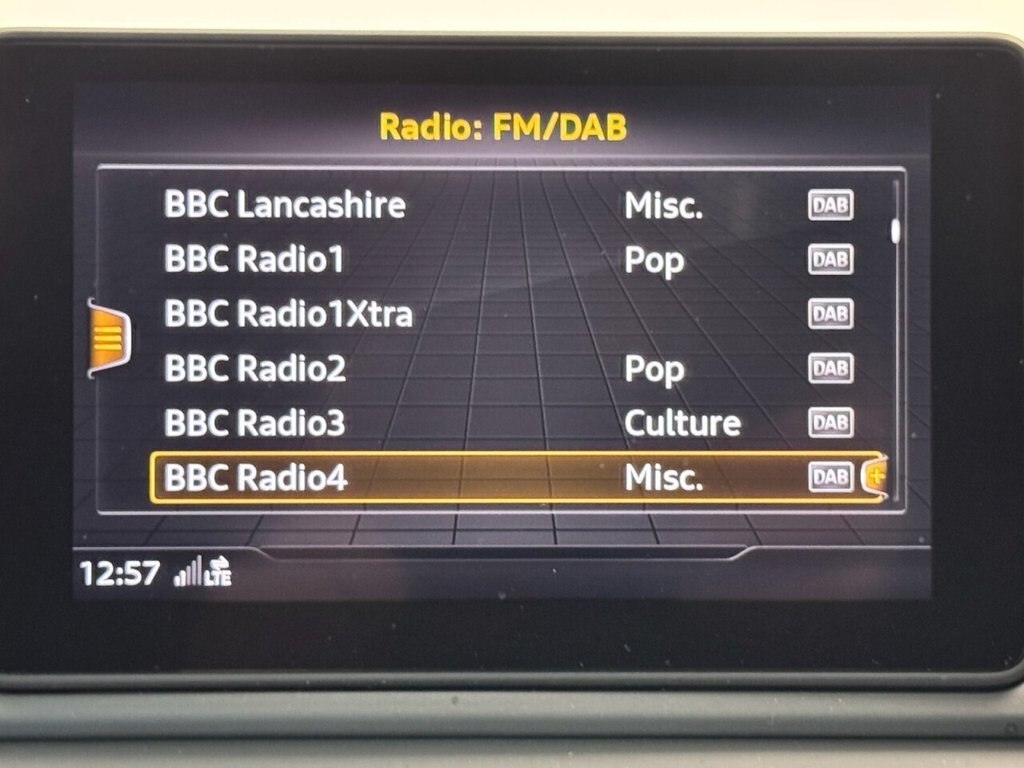 Radio: FM/DAB
BBC Lancashire Misc. DAB
BBC Radio1 Pop DAB
BBC Radio1Xtra DAB
BBC Radio2 Pop DAB
BBC Radio3 Culture DAB
BBC Radio4 Misc. DAB +
12:57 LTE